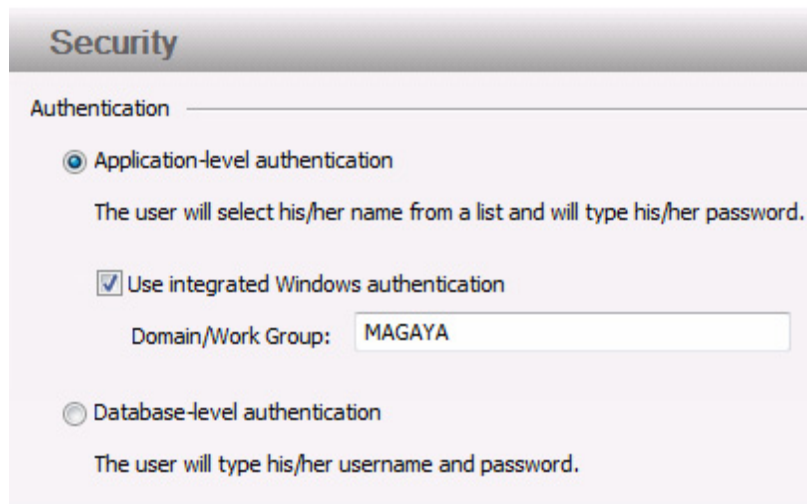 Security
Authentication
Application-level authentication
The user will select his/her name from a list and will type his/her password.
Use integrated Windows authentication
Domain/Work Group: MAGAYA
Database-level authentication
The user will type his/her username and password.